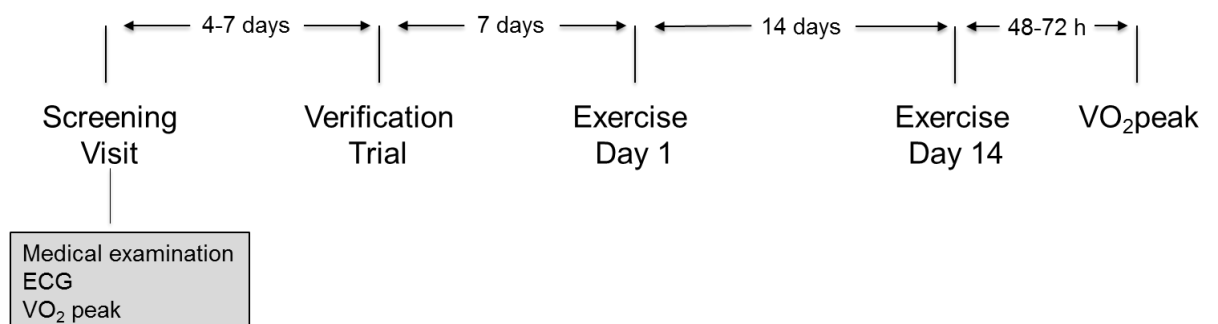 4-7 days 7 days 14 days 48-72 h
Screening Verification Exercise Exercise VO₂peak
Visit Trial Day 1 Day 14
Medical examination
ECG
VO₂ peak